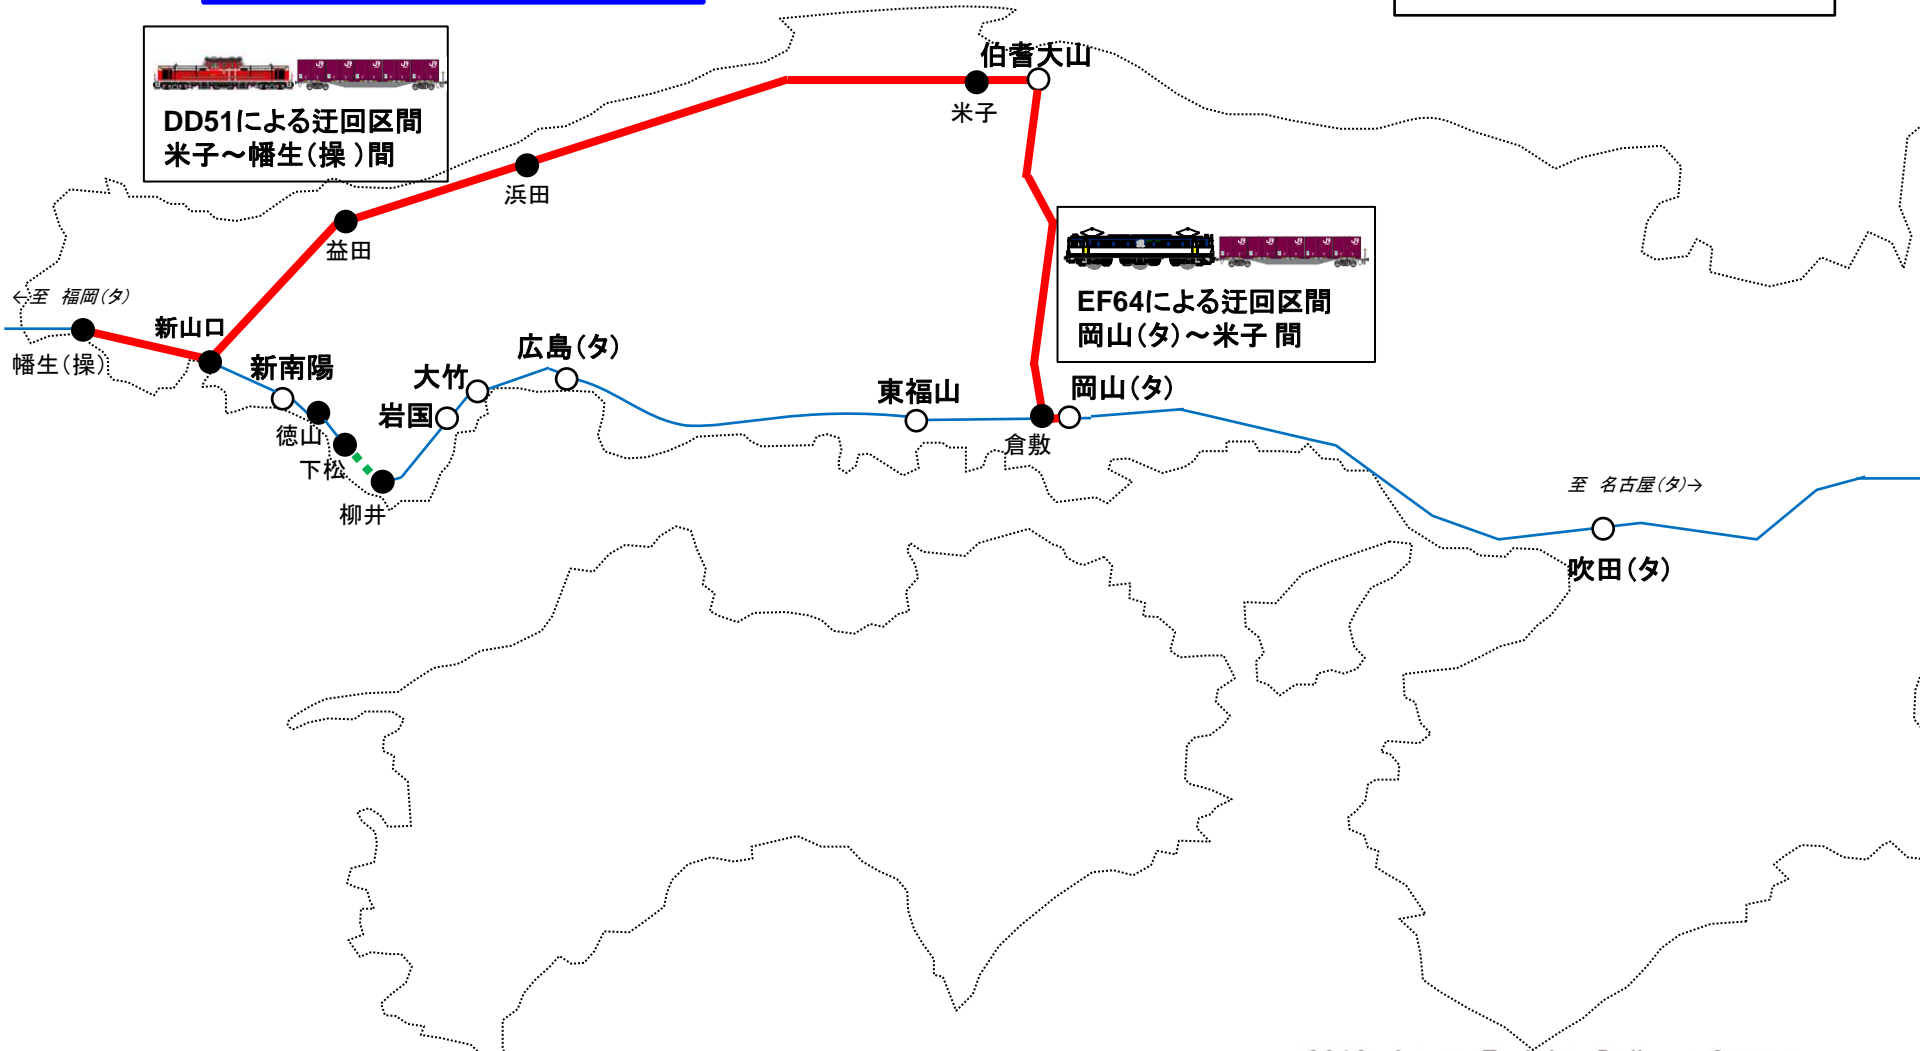 伯耆大山
米子
DD51による迂回区間
米子～幡生(操)間
浜田
益田
EF64による迂回区間
岡山(タ)～米子 間
←至 福岡(タ)
幡生(操)
新山口
新南陽
徳山
下松
柳井
岩国
大竹
広島(タ)
東福山
倉敷
岡山(タ)
至 名古屋(タ)→
吹田(タ)